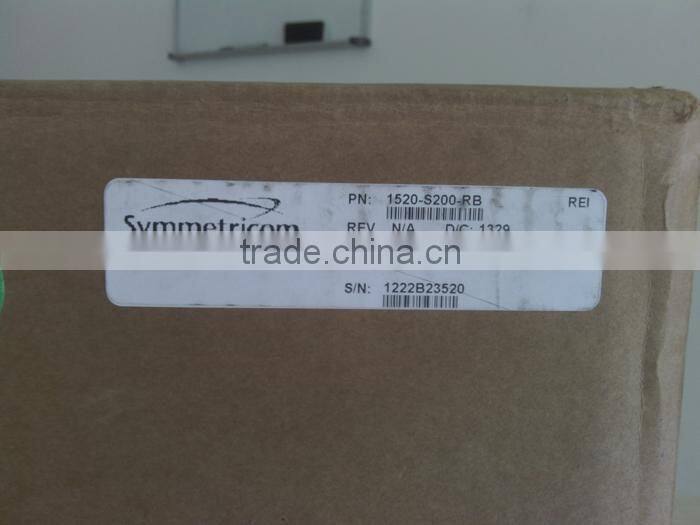 PN: 1520-S200-RB REI
Symmetricom
REV N/A D/C: 1329
trade.china.cn
S/N: 1222B23520